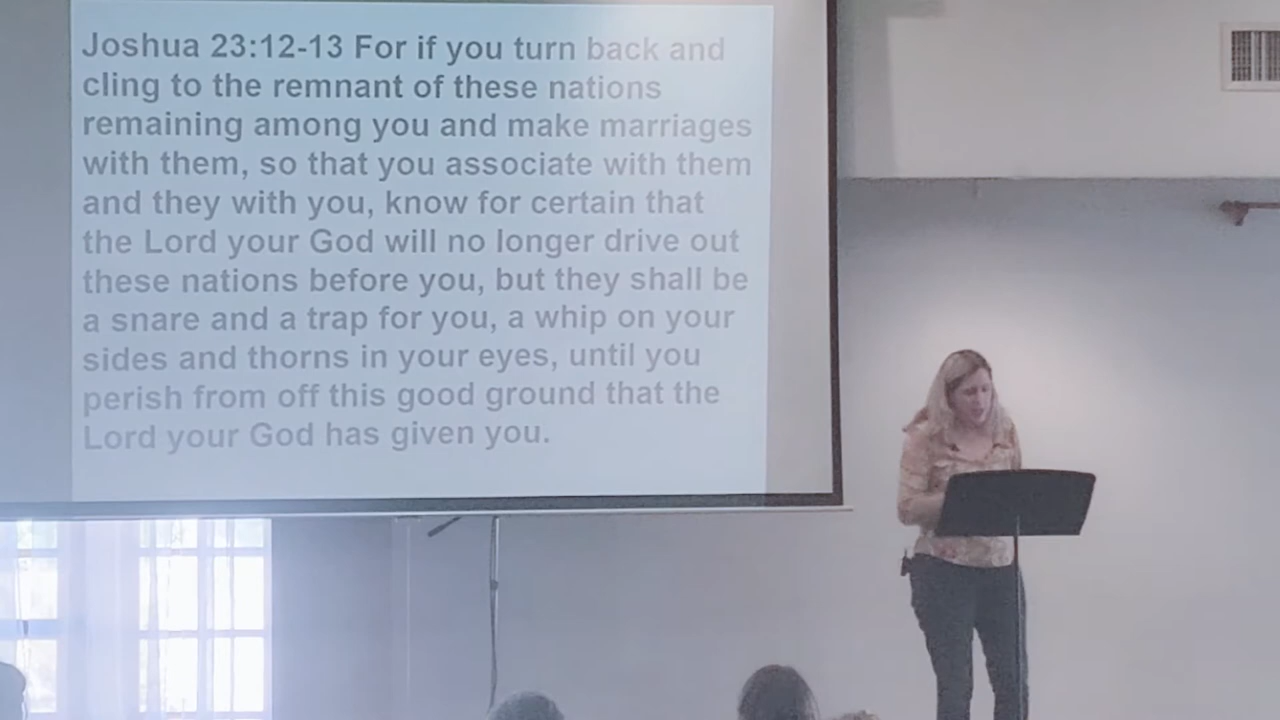 Joshua 23:12-13 For if you turn back and
cling to the remnant of these nations
remaining among you and make marriages
with them, so that you associate with them
and they with you, know for certain that
the Lord your God will no longer drive out
these nations before you, but they shall be
a snare and a trap for you, a whip on your
sides and thorns in your eyes, until you
perish from off this good ground that the
Lord your God has given you.